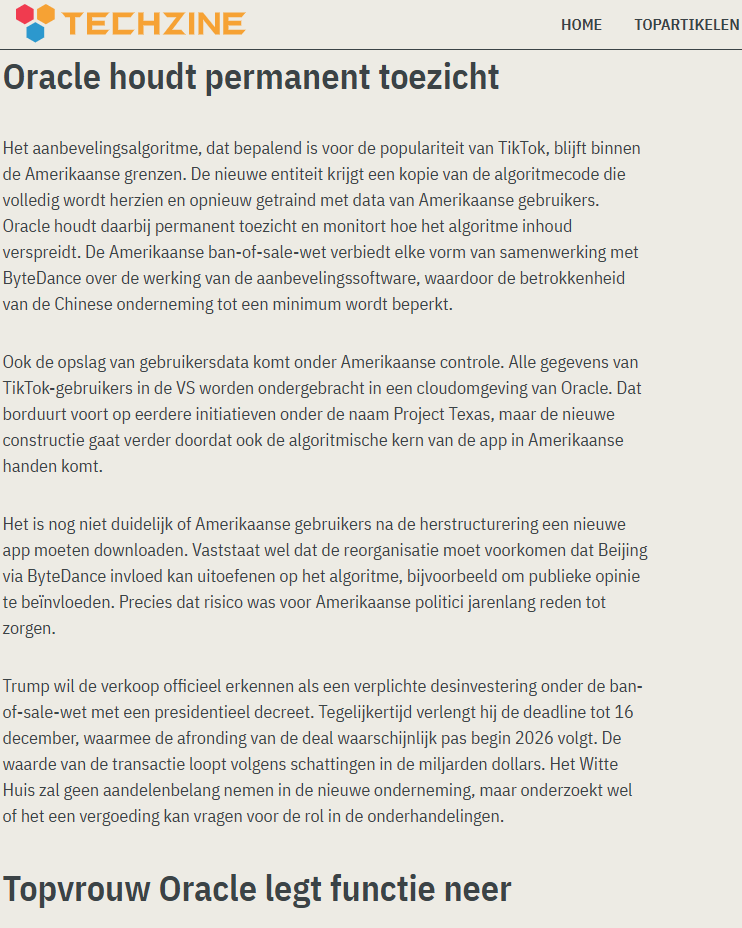 TECHZINE
HOME TOPARTIKELEN
Oracle houdt permanent toezicht
Het aanbevelingsalgoritme, dat bepalend is voor de populariteit van TikTok, blijft binnen
de Amerikaanse grenzen. De nieuwe entiteit krijgt een kopie van de algoritmecode die
volledig wordt herzien en opnieuw getraind met data van Amerikaanse gebruikers.
Oracle houdt daarbij permanent toezicht en monitort hoe het algoritme inhoud
verspreidt. De Amerikaanse ban-of-sale-wet verbiedt elke vorm van samenwerking met
ByteDance over de werking van de aanbevelingssoftware, waardoor de betrokkenheid
van de Chinese onderneming tot een minimum wordt beperkt.
Ook de opslag van gebruikersdata komt onder Amerikaanse controle. Alle gegevens van
TikTok-gebruikers in de VS worden ondergebracht in een cloudomgeving van Oracle. Dat
borduurt voort op eerdere initiatieven onder de naam Project Texas, maar de nieuwe
constructie gaat verder doordat ook de algoritmische kern van de app in Amerikaanse
handen komt.
Het is nog niet duidelijk of Amerikaanse gebruikers na de herstructurering een nieuwe
app moeten downloaden. Vaststaat wel dat de reorganisatie moet voorkomen dat Beijing
via ByteDance invloed kan uitoefenen op het algoritme, bijvoorbeeld om publieke opinie
te beïnvloeden. Precies dat risico was voor Amerikaanse politici jarenlang reden tot
zorgen.
Trump wil de verkoop officieel erkennen als een verplichte desinvestering onder de ban-
of-sale-wet met een presidentieel decreet. Tegelijkertijd verlengt hij de deadline tot 16
december, waarmee de afronding van de deal waarschijnlijk pas begin 2026 volgt. De
waarde van de transactie loopt volgens schattingen in de miljarden dollars. Het Witte
Huis zal geen aandelenbelang nemen in de nieuwe onderneming, maar onderzoekt wel
of het een vergoeding kan vragen voor de rol in de onderhandelingen.
Topvrouw Oracle legt functie neer